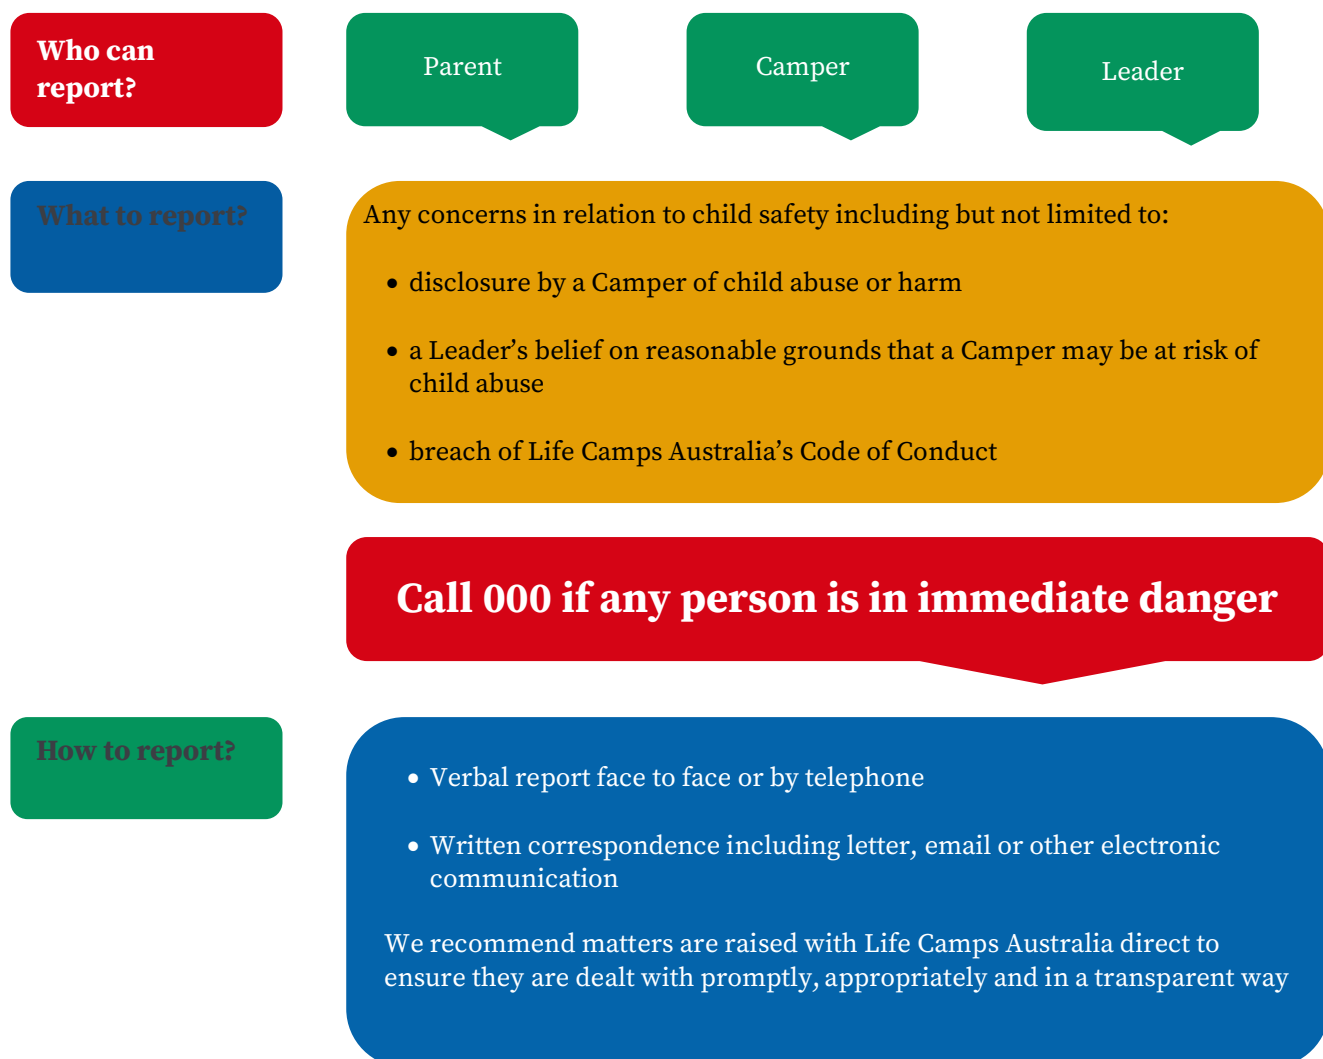 Who can
report?
Parent
Camper
Leader
What to report?
Any concerns in relation to child safety including but not limited to:
• disclosure by a Camper of child abuse or harm
• a Leader’s belief on reasonable grounds that a Camper may be at risk of
child abuse
• breach of Life Camps Australia’s Code of Conduct
Call 000 if any person is in immediate danger
How to report?
• Verbal report face to face or by telephone
• Written correspondence including letter, email or other electronic
communication
We recommend matters are raised with Life Camps Australia direct to
ensure they are dealt with promptly, appropriately and in a transparent way